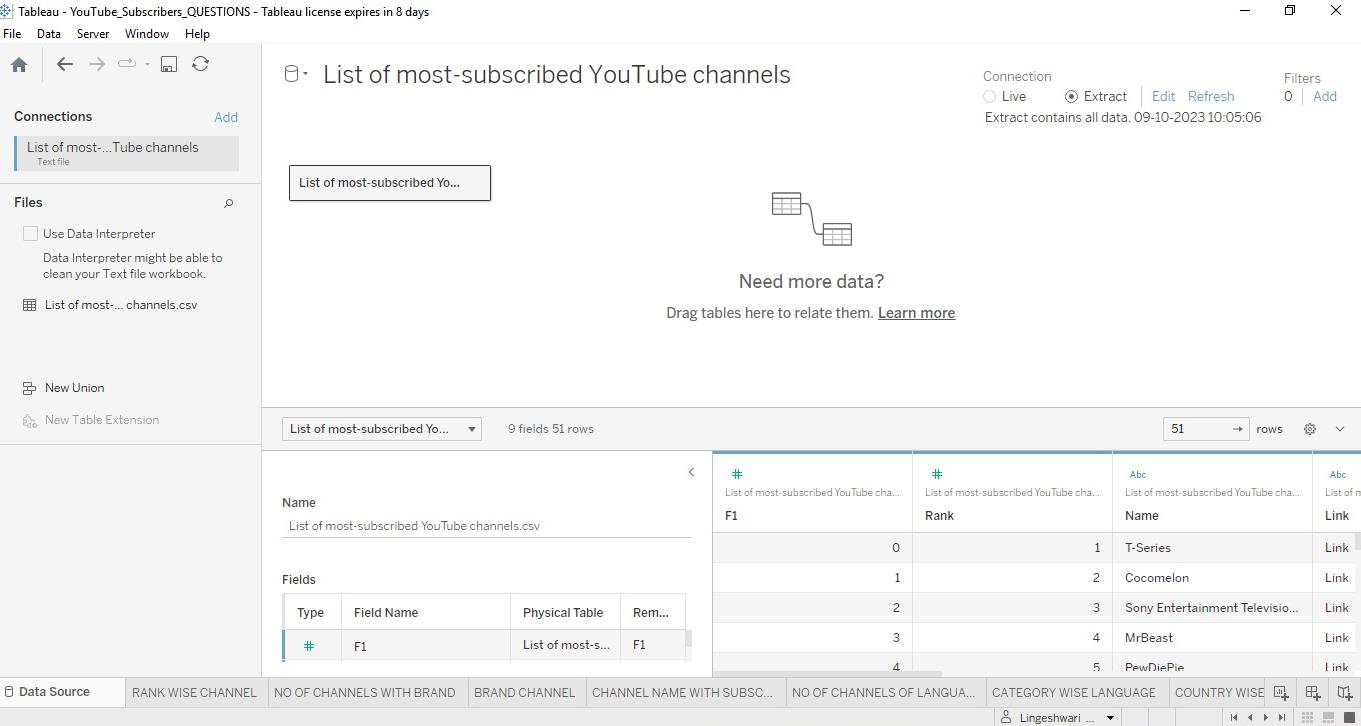 Tableau - YouTube_Subscribers_QUESTIONS - Tableau license expires in 8 days
File Data Server Window Help
Connections Add
List of most-...Tube channels
Text file
Files
Use Data Interpreter
Data Interpreter might be able to
clean your Text file workbook.
List of most-... channels.csv
New Union
New Table Extension
List of most-subscribed YouTube channels
Connection
Live Extract Edit Refresh
Extract contains all data. 09-10-2023 10:05:06
Filters
0 Add
List of most-subscribed Yo...
Need more data?
Drag tables here to relate them. Learn more
List of most-subscribed Yo... 9 fields 51 rows 51 rows
Name
List of most-subscribed YouTube channels.csv
Fields
Type Field Name Physical Table Rem...
# F1 List of most-s... F1
# # Abc Abc
List of most-subscribed YouTube cha... List of most-subscribed YouTube cha... List of most-subscribed YouTube cha... List of m
F1 Rank Name Link
0 1 T-Series Link
1 2 Cocomelon Link
2 3 Sony Entertainment Televisio... Link
3 4 MrBeast Link
4 5 PewDiePie Link
Data Source RANK WISE CHANNEL NO OF CHANNELS WITH BRAND BRAND CHANNEL CHANNEL NAME WITH SUBSC... NO OF CHANNELS OF LANGUA... CATEGORY WISE LANGUAGE COUNTRY WISE
Lingeshwari ...